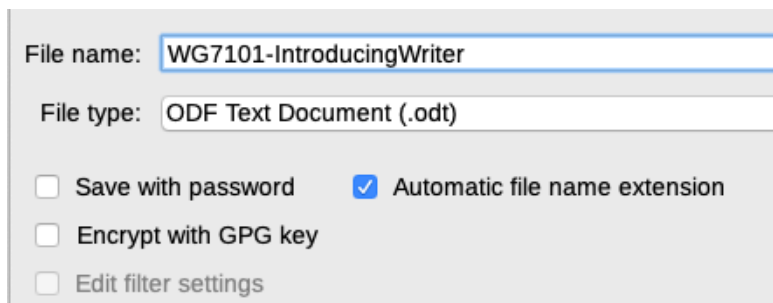 File name: WG7101-IntroducingWriter
File type: ODF Text Document (.odt)
Save with password Automatic file name extension
Encrypt with GPG key
Edit filter settings